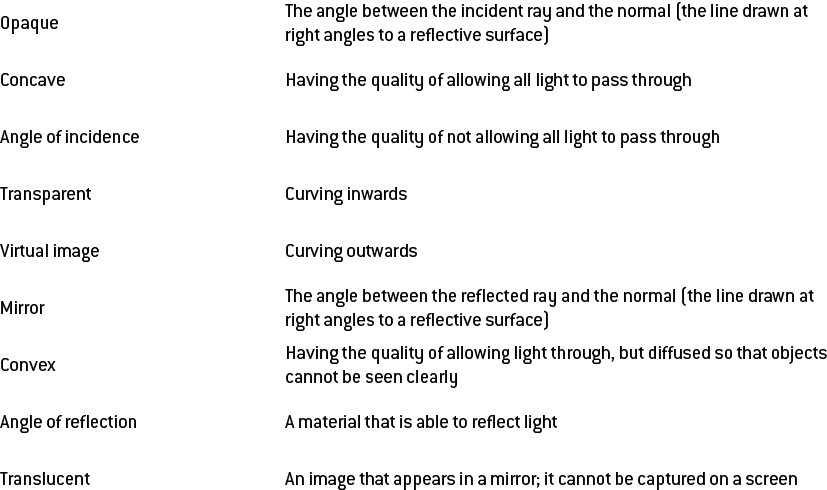 Opaque
The angle between the incident ray and the normal (the line drawn at
right angles to a reflective surface)
Concave
Having the quality of allowing all light to pass through
Angle of incidence
Having the quality of not allowing all light to pass through
Transparent
Curving inwards
Virtual image
Curving outwards
Mirror
The angle between the reflected ray and the normal (the line drawn at
right angles to a reflective surface)
Convex
Having the quality of allowing light through, but diffused so that objects
cannot be seen clearly
Angle of reflection
A material that is able to reflect light
Translucent
An image that appears in a mirror; it cannot be captured on a screen